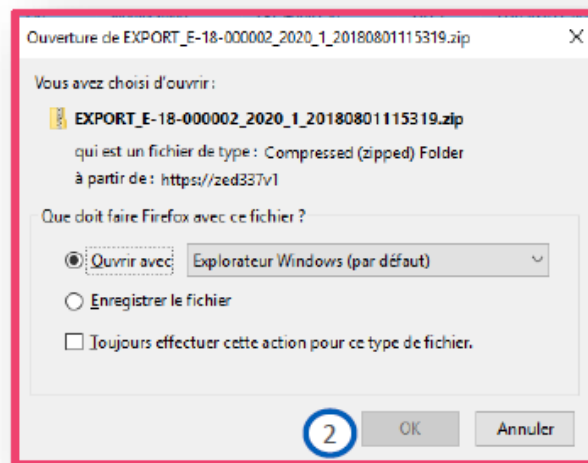 Ouverture de EXPORT_E-18-000002_2020_1_20180801115319.zip
Vous avez choisi d'ouvrir :
EXPORT_E-18-000002_2020_1_20180801115319.zip
qui est un fichier de type : Compressed (zipped) Folder
à partir de : https://zed337v1
Que doit faire Firefox avec ce fichier ?
Ouvrir avec Explorateur Windows (par défaut)
Enregistrer le fichier
Toujours effectuer cette action pour ce type de fichier.
2 OK Annuler